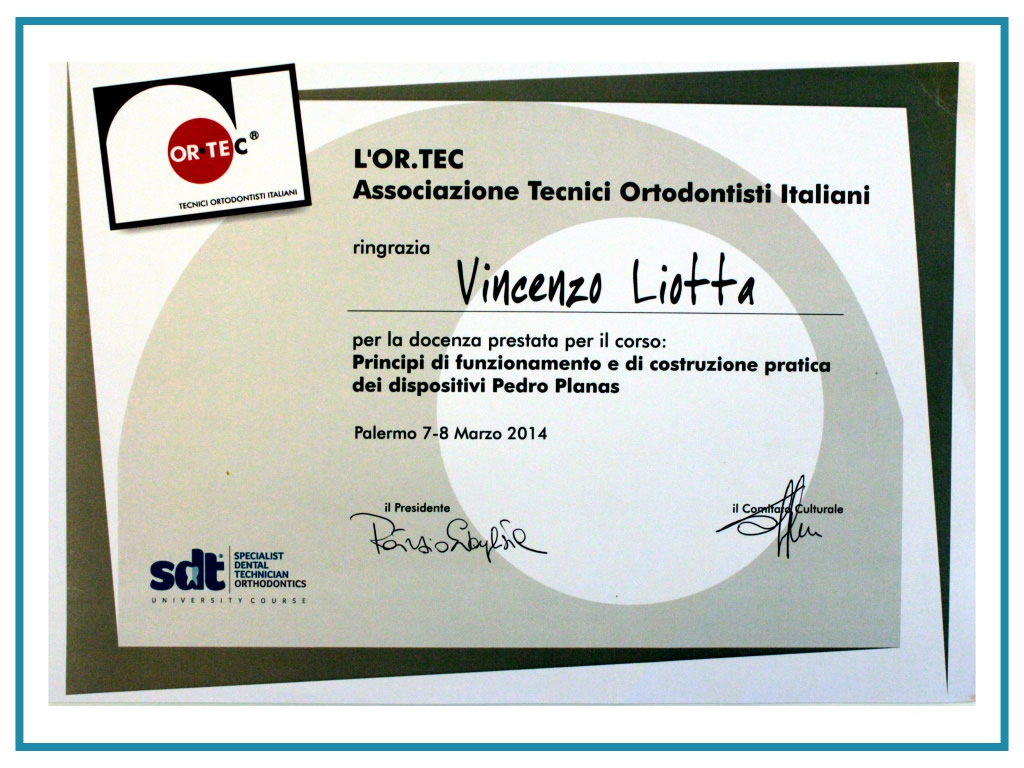 OR•TEC®
TECNICI ORTODONTISTI ITALIANI
L'OR.TEC
Associazione Tecnici Ortodontisti Italiani
ringrazia
Vincenzo Liotta
per la docenza prestata per il corso:
Principi di funzionamento e di costruzione pratica
dei dispositivi Pedro Planas
Palermo 7-8 Marzo 2014
il Presidente
il Comitato Culturale
sdt
SPECIALIST
DENTAL
TECHNICIAN
ORTHODONTICS
UNIVERSITY COURSE